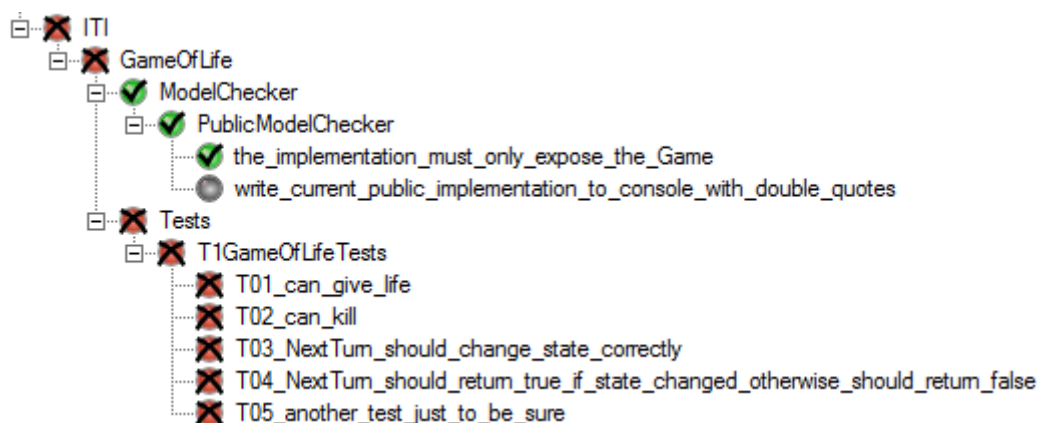 ITI
GameOfLife
ModelChecker
PublicModelChecker
the_implementation_must_only_expose_the_Game
write_current_public_implementation_to_console_with_double_quotes
Tests
T1GameOfLifeTests
T01_can_give_life
T02_can_kill
T03_NextTurn_should_change_state_correctly
T04_NextTurn_should_return_true_if_state_changed_otherwise_should_return_false
T05_another_test_just_to_be_sure